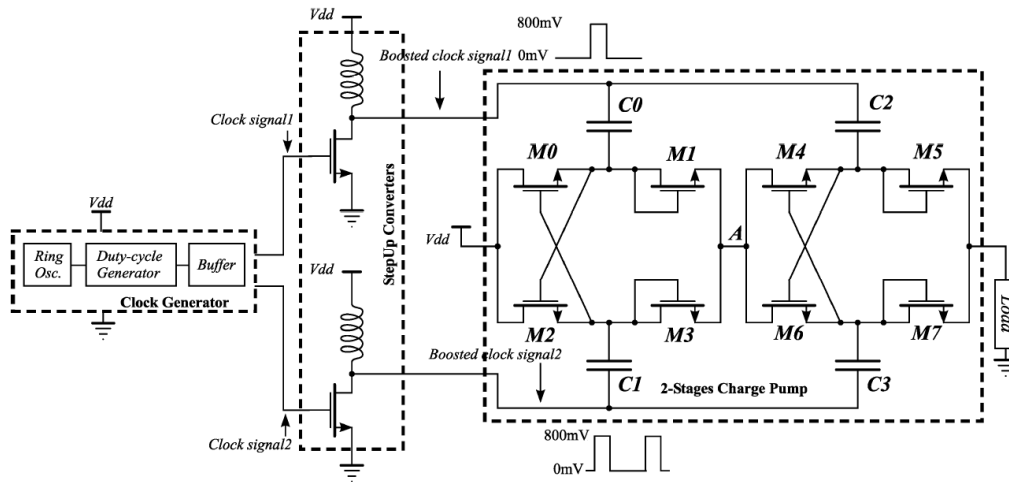 Vdd
800mV
0mV
Boosted clock signal1
Clock signal1
C0
C2
M0
M1
M4
M5
StepUp Converters
Vdd
Vdd
A
Ring Osc.
Duty-cycle Generator
Buffer
Clock Generator
Vdd
Load
M2
M3
M6
M7
Boosted clock signal2
C1
C3
2-Stages Charge Pump
Clock signal2
800mV
0mV